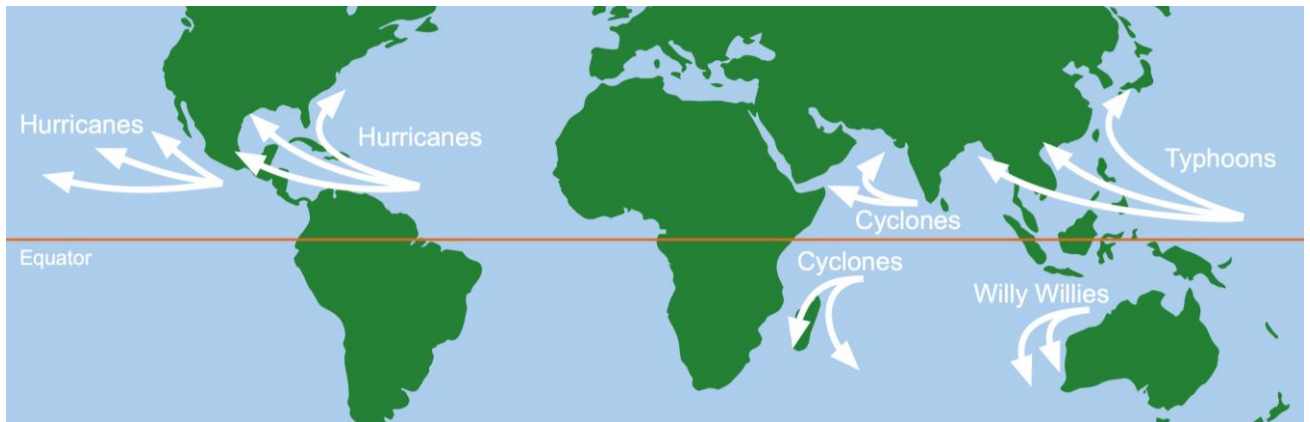 Hurricanes
Hurricanes
Typhoons
Cyclones
Equator
Cyclones
Willy Willies